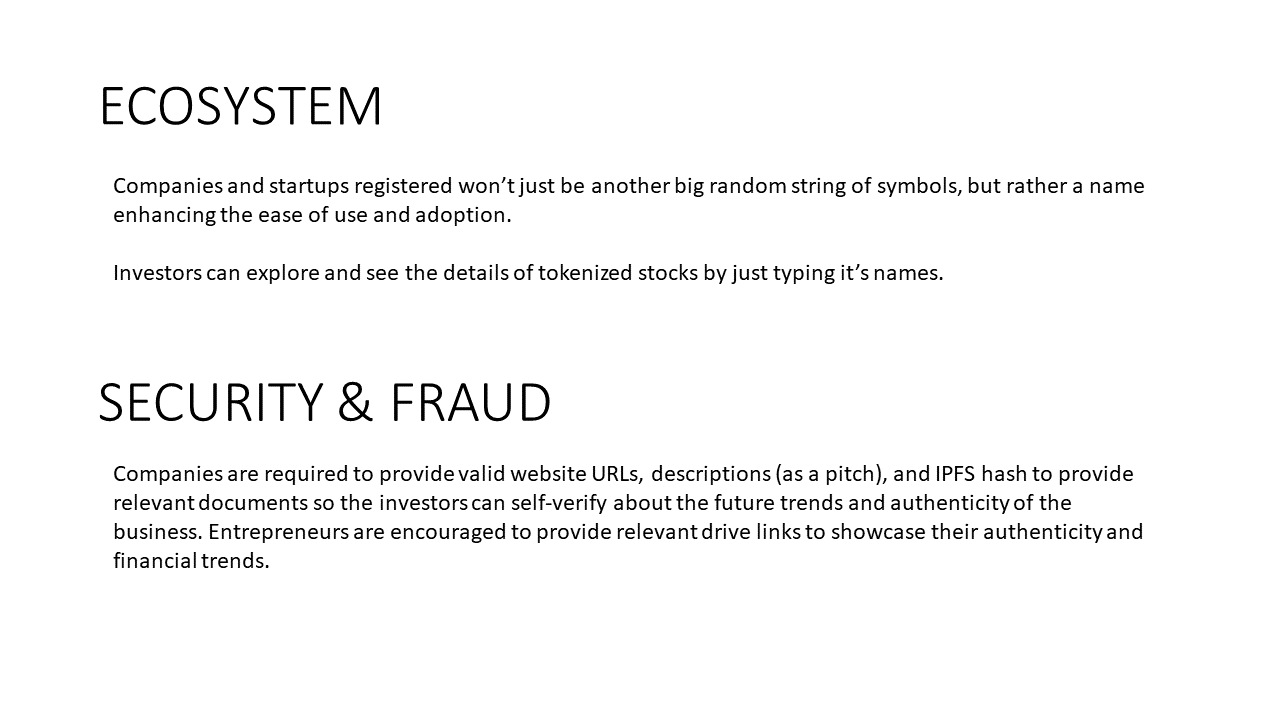 ECOSYSTEM
Companies and startups registered won’t just be another big random string of symbols, but rather a name
enhancing the ease of use and adoption.
Investors can explore and see the details of tokenized stocks by just typing it’s names.
SECURITY & FRAUD
Companies are required to provide valid website URLs, descriptions (as a pitch), and IPFS hash to provide
relevant documents so the investors can self-verify about the future trends and authenticity of the
business. Entrepreneurs are encouraged to provide relevant drive links to showcase their authenticity and
financial trends.